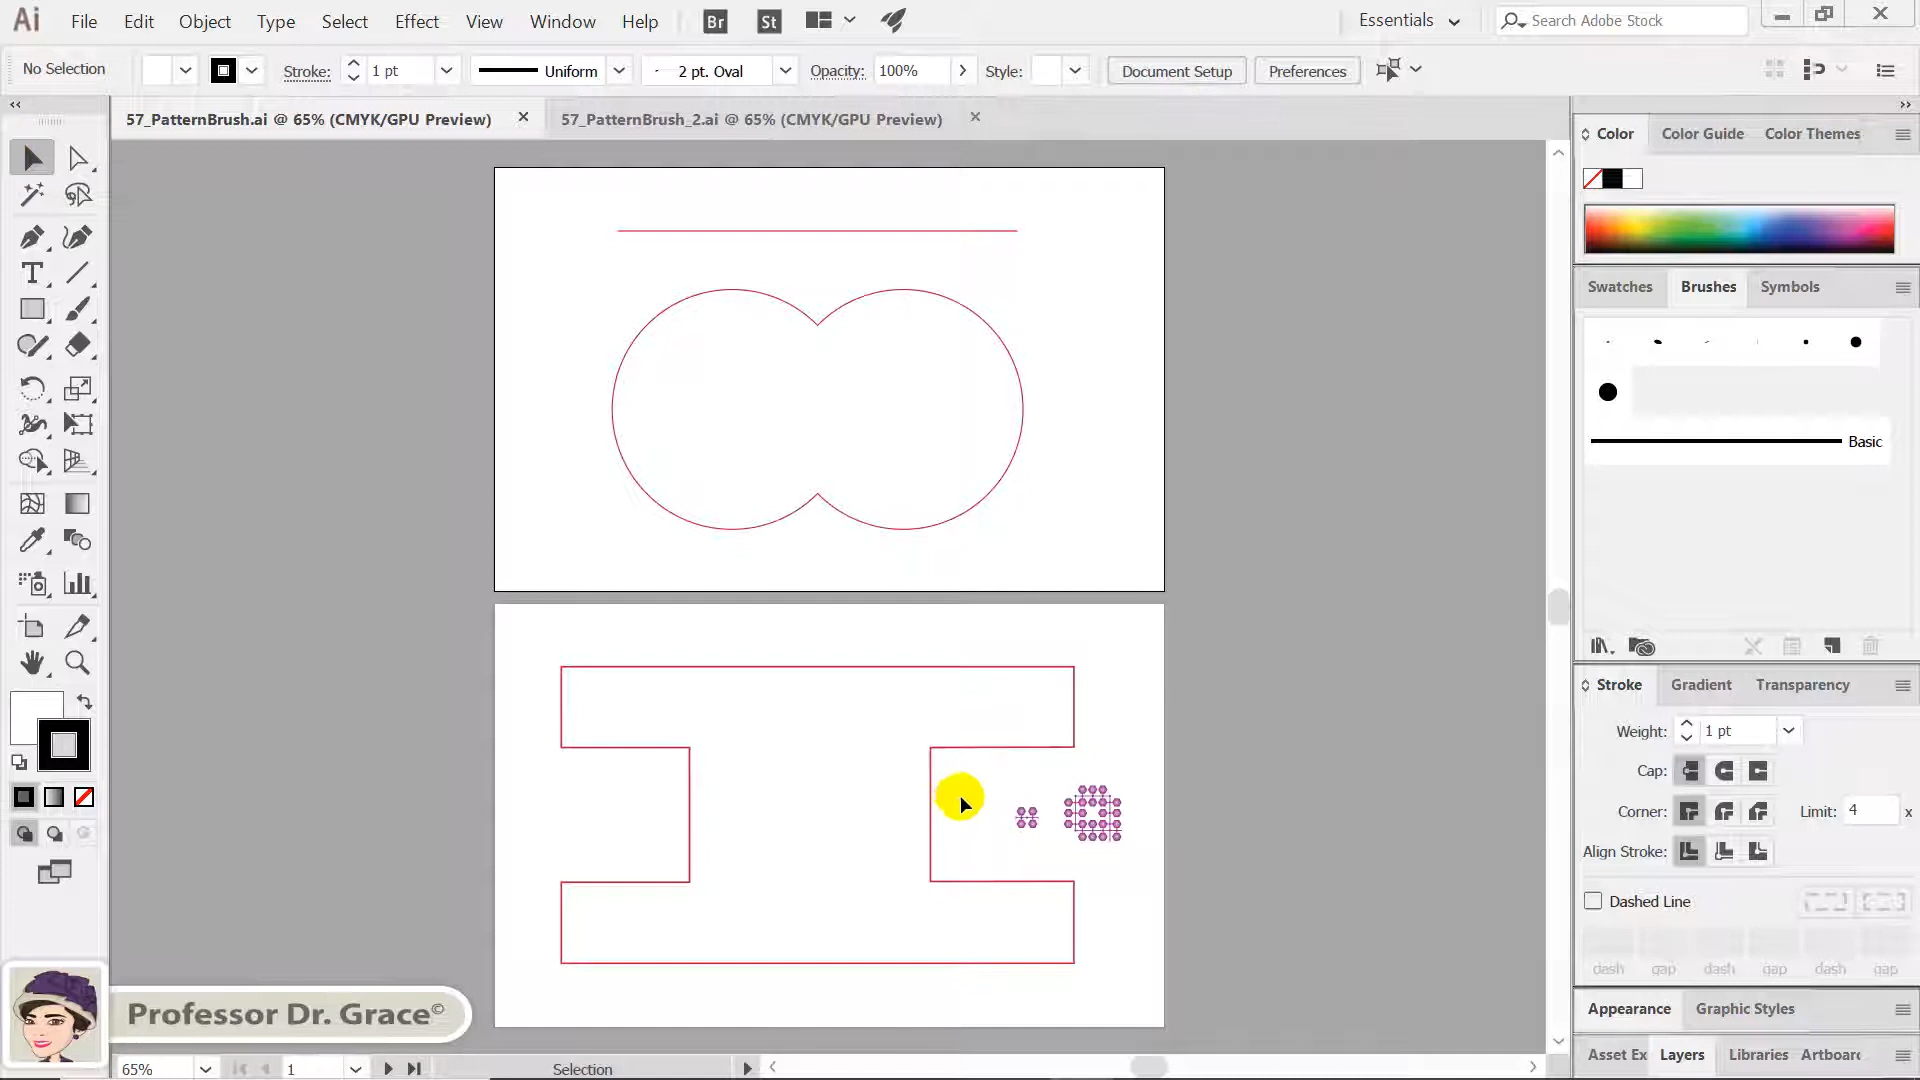 Ai File Edit Object Type Select Effect View Window Help Br St Essentials Search Adobe Stock
No Selection Stroke: 1 pt Uniform 2 pt. Oval Opacity: 100% Style: Document Setup Preferences
57_PatternBrush.ai @ 65% (CMYK/GPU Preview) 57_PatternBrush_2.ai @ 65% (CMYK/GPU Preview)
Color Color Guide Color Themes
Swatches Brushes Symbols
Basic
Stroke Gradient Transparency
Weight: 1 pt
Cap:
Corner: Limit: 4 x
Align Stroke:
Dashed Line
dash gap dash gap dash gap
Appearance Graphic Styles
Asset Ex Layers Libraries Artboard
Professor Dr. Grace©
65% 1 Selection